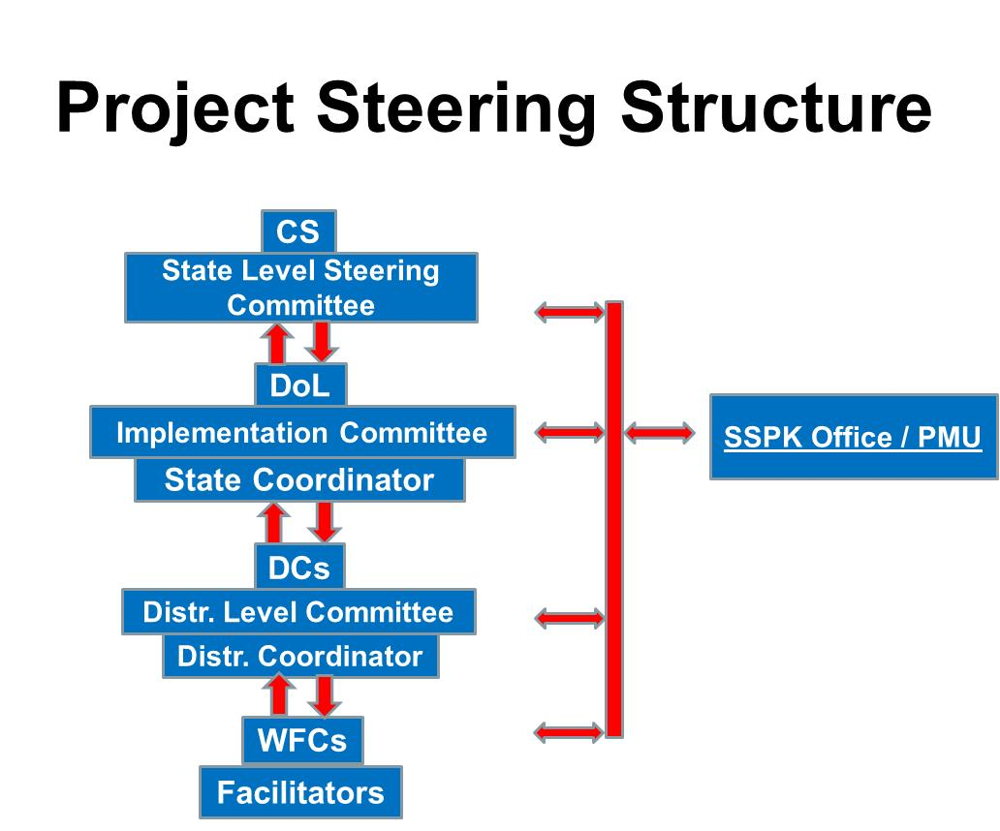 Project Steering Structure
CS
State Level Steering
Committee
DoL
Implementation Committee
State Coordinator
SSPK Office / PMU
DCs
Distr. Level Committee
Distr. Coordinator
WFCs
Facilitators